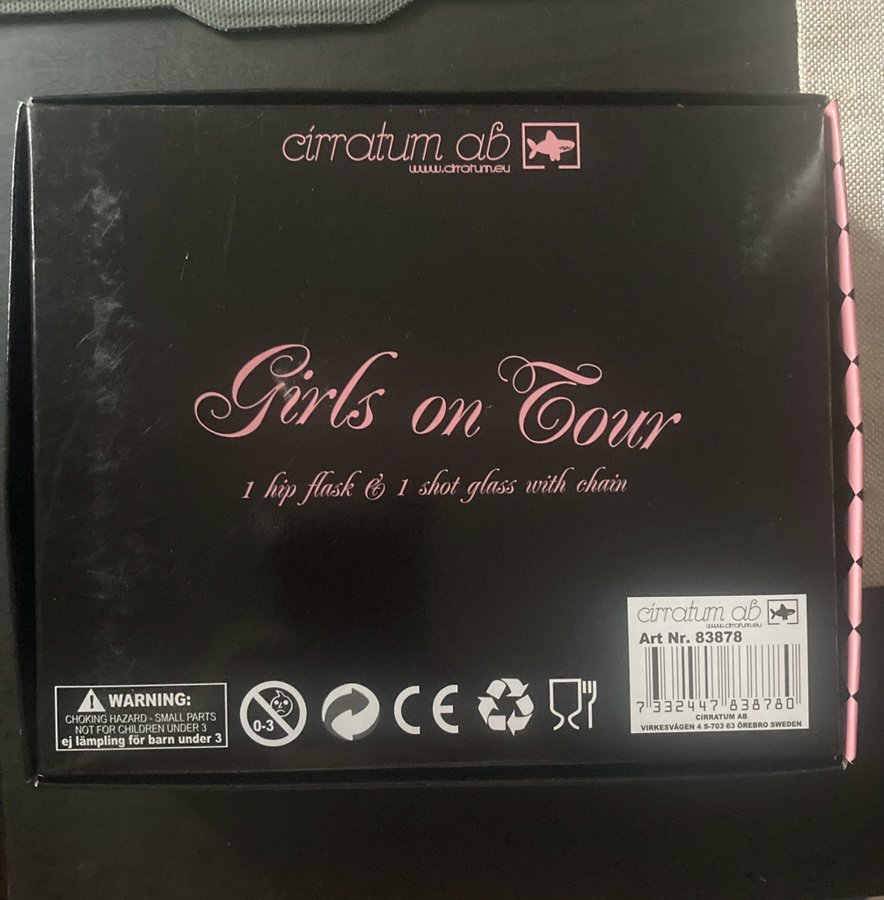 cirratum ab
www.cirratum.eu
Girls on Tour
1 hip flask & 1 shot glass with chain
cirratum ab
www.cirratum.eu
Art Nr. 83878
7 332447 838780
CIRRATUM AB
VIRKESVÄGEN 4 S-703 63 ÖREBRO SWEDEN
WARNING:
CHOKING HAZARD - SMALL PARTS
NOT FOR CHILDREN UNDER 3
ej lämpling för barn under 3
0-3
CE